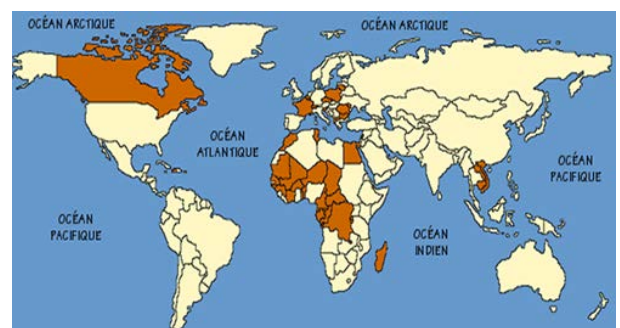 OCÉAN ARCTIQUE
OCÉAN ARCTIQUE
OCÉAN
ATLANTIQUE
OCÉAN
PACIFIQUE
OCÉAN
PACIFIQUE
OCÉAN
INDIEN